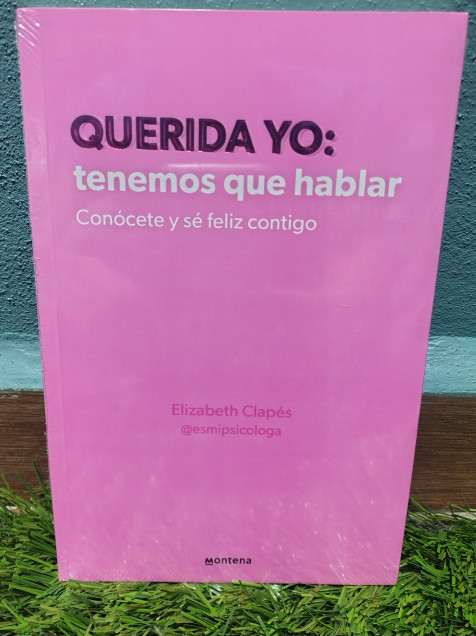 QUERIDA YO:
tenemos que hablar
Conócete y sé feliz contigo
Elizabeth Clapés
@esmipsicologa
Montena